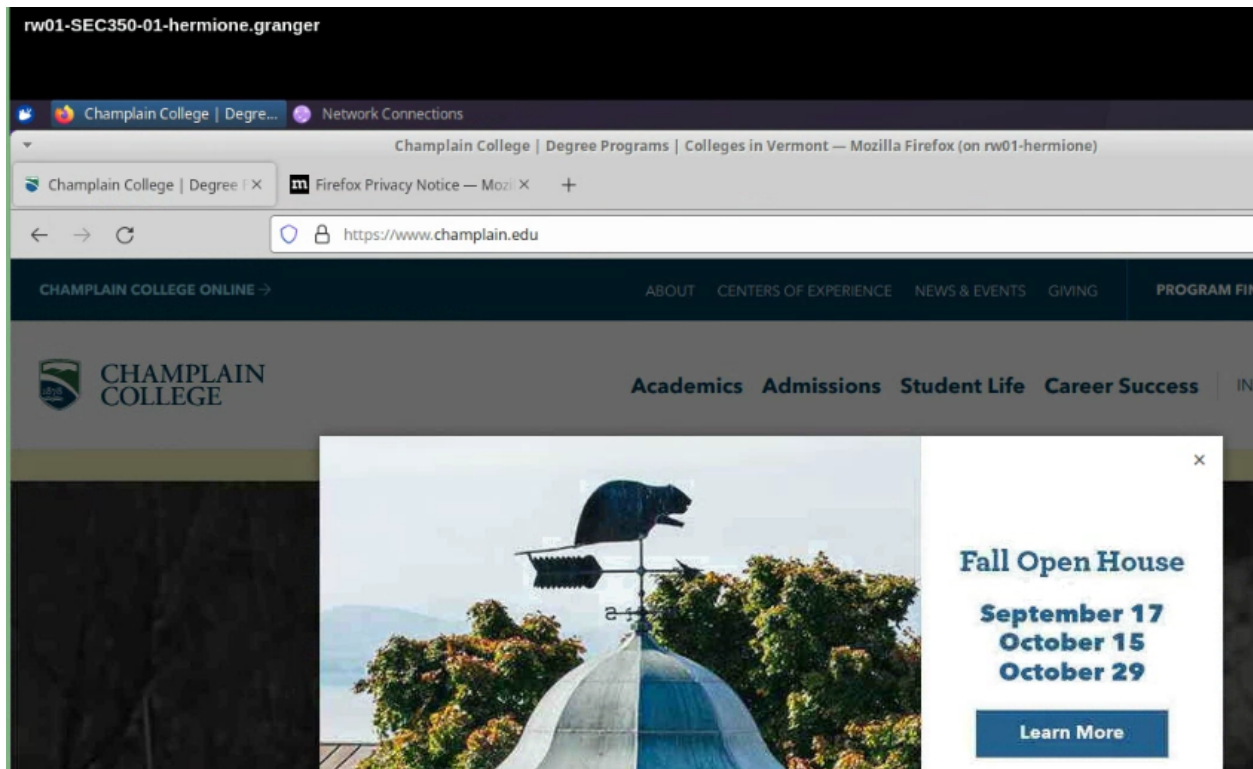 rw01-SEC350-01-hermione.granger
Champlain College | Degre... Network Connections
Champlain College | Degree Programs | Colleges in Vermont — Mozilla Firefox (on rw01-hermione)
Champlain College | Degree Firefox Privacy Notice — Mozi
https://www.champlain.edu
CHAMPLAIN COLLEGE ONLINE → ABOUT CENTERS OF EXPERIENCE NEWS & EVENTS GIVING PROGRAM FIN
CHAMPLAIN
COLLEGE
1878
Academics Admissions Student Life Career Success IN
Fall Open House
September 17
October 15
October 29
Learn More